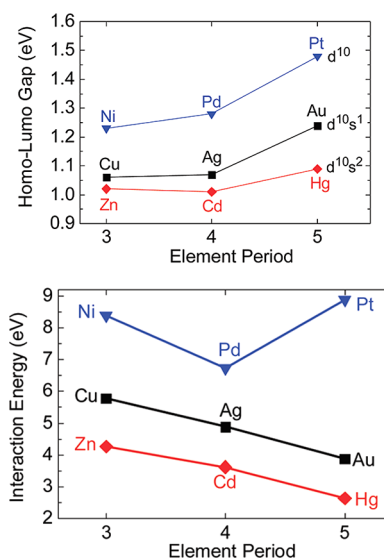 Homo-Lumo Gap (eV)
1.6
1.5
1.4
1.3
1.2
1.1
1.0
0.9
Pt
d¹⁰
Ni
Pd
Au
d¹⁰s¹
Cu
Ag
d¹⁰s²
Zn
Cd
Hg
3
4
5
Element Period
Interaction Energy (eV)
9
8
7
6
5
4
3
2
Ni
Pt
Pd
Cu
Ag
Au
Zn
Cd
Hg
3
4
5
Element Period